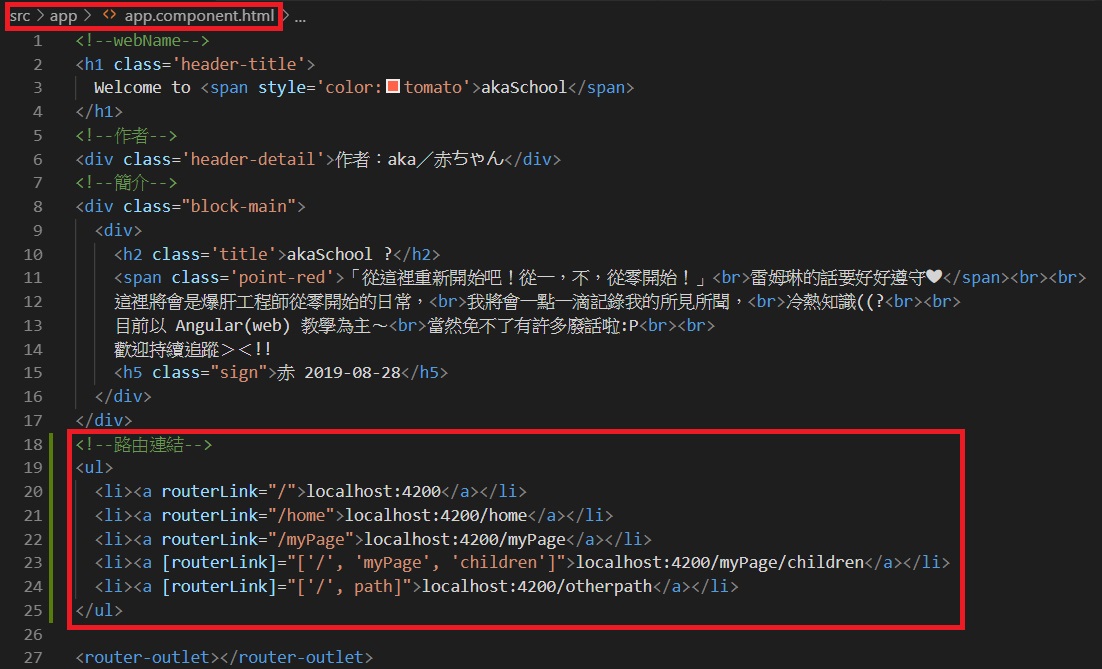 src > app > <> app.component.html > ...
1 <!--webName-->
2 <h1 class='header-title'>
3 Welcome to <span style='color:tomato'>akaSchool</span>
4 </h1>
5 <!--作者-->
6 <div class='header-detail'>作者：aka／赤ちゃん</div>
7 <!--簡介-->
8 <div class="block-main">
9 <div>
10 <h2 class='title'>akaSchool ?</h2>
11 <span class='point-red'>「從這裡重新開始吧！從一，不，從零開始！」<br>雷姆琳的話要好好遵守♥</span><br><br>
12 這裡將會是爆肝工程師從零開始的日常，<br>我將會一點一滴記錄我的所見所聞，<br>冷熱知識((?<br><br>
13 目前以 Angular(web) 教學為主～<br>當然免不了有許多廢話啦:P<br><br>
14 歡迎持續追蹤＞＜!!
15 <h5 class="sign">赤 2019-08-28</h5>
16 </div>
17 </div>
18 <!--路由連結-->
19 <ul>
20 <li><a routerLink="/">localhost:4200</a></li>
21 <li><a routerLink="/home">localhost:4200/home</a></li>
22 <li><a routerLink="/myPage">localhost:4200/myPage</a></li>
23 <li><a [routerLink]="['/', 'myPage', 'children']">localhost:4200/myPage/children</a></li>
24 <li><a [routerLink]="['/', path]">localhost:4200/otherpath</a></li>
25 </ul>
26
27 <router-outlet></router-outlet>